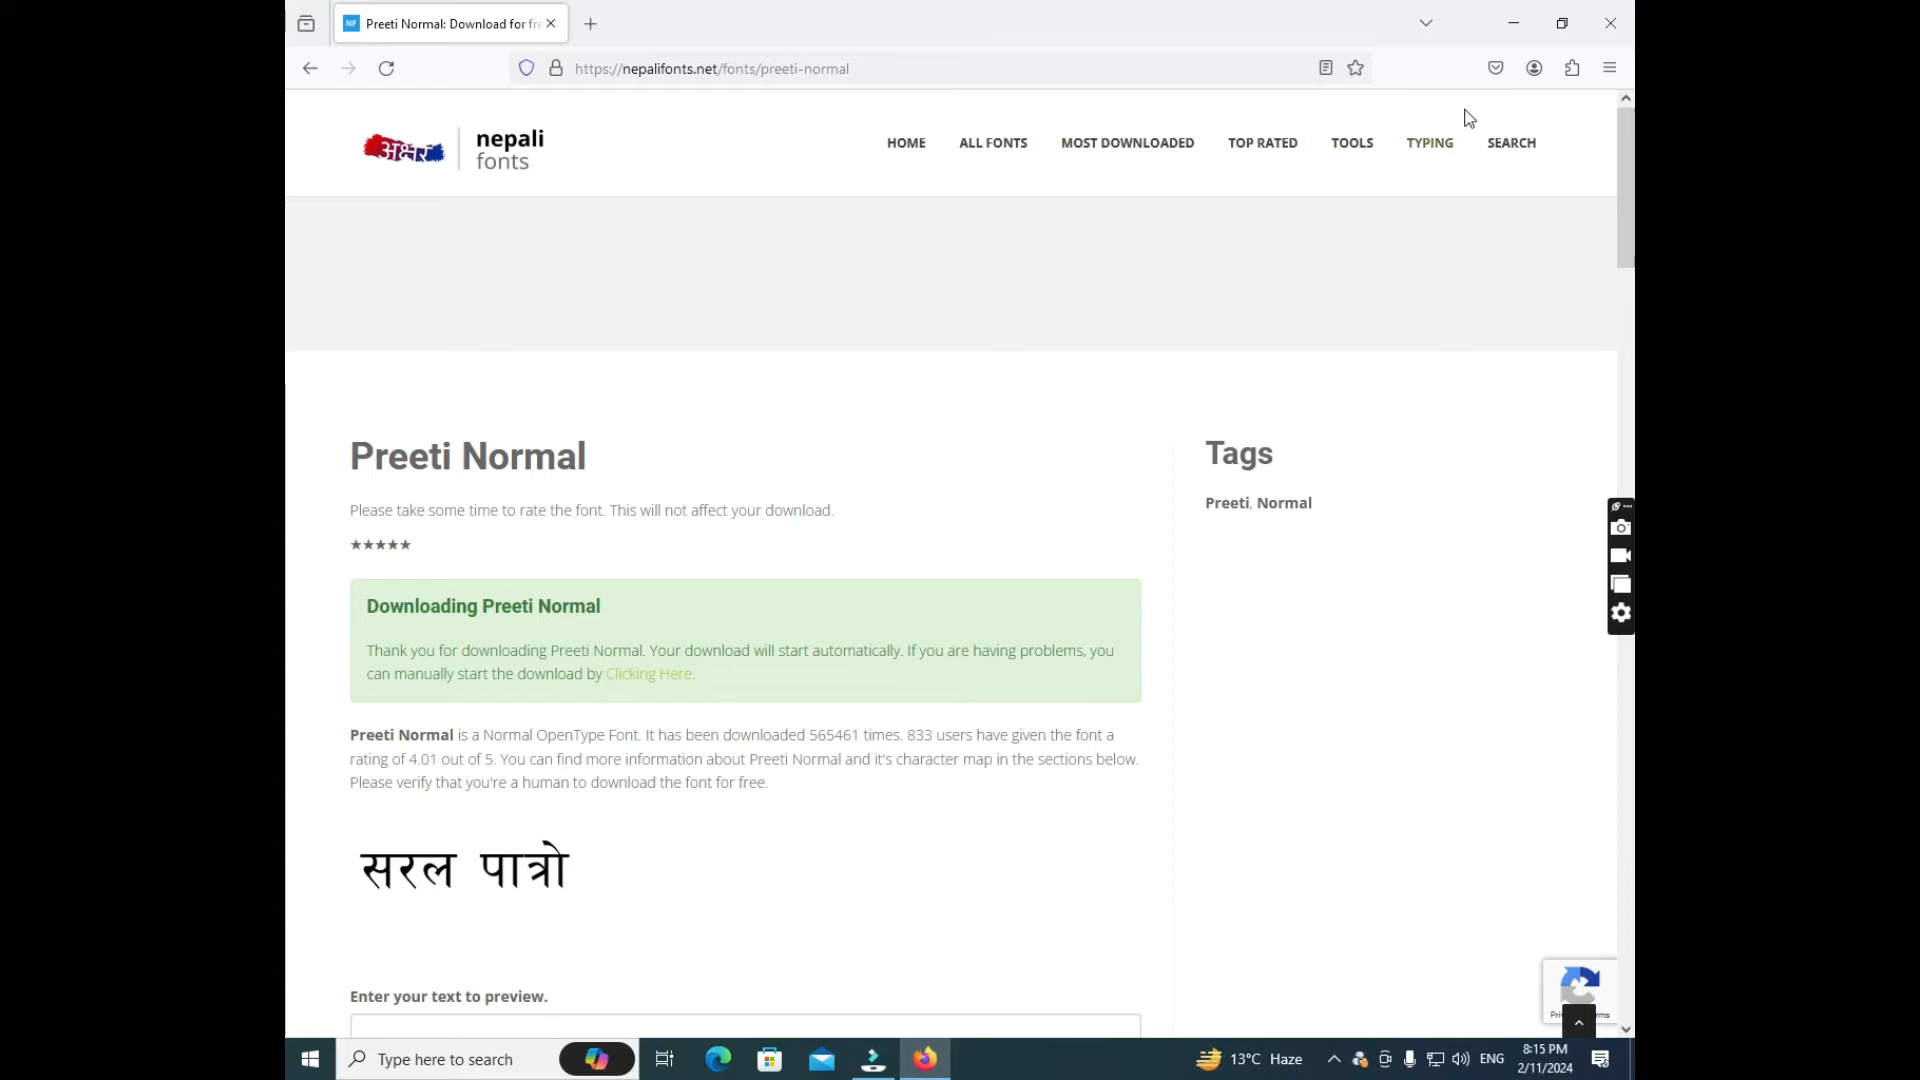 NF Preeti Normal: Download for fr
https://nepalifonts.net/fonts/preeti-normal
अक्षर
nepali
fonts
HOME ALL FONTS MOST DOWNLOADED TOP RATED TOOLS TYPING SEARCH
Preeti Normal
Please take some time to rate the font. This will not affect your download.
Downloading Preeti Normal
Thank you for downloading Preeti Normal. Your download will start automatically. If you are having problems, you
can manually start the download by Clicking Here.
Preeti Normal is a Normal OpenType Font. It has been downloaded 565461 times. 833 users have given the font a
rating of 4.01 out of 5. You can find more information about Preeti Normal and it's character map in the sections below.
Please verify that you're a human to download the font for free.
सरल पात्रो
Enter your text to preview.
Tags
Preeti, Normal
Type here to search
13°C Haze
ENG
8:15 PM
2/11/2024